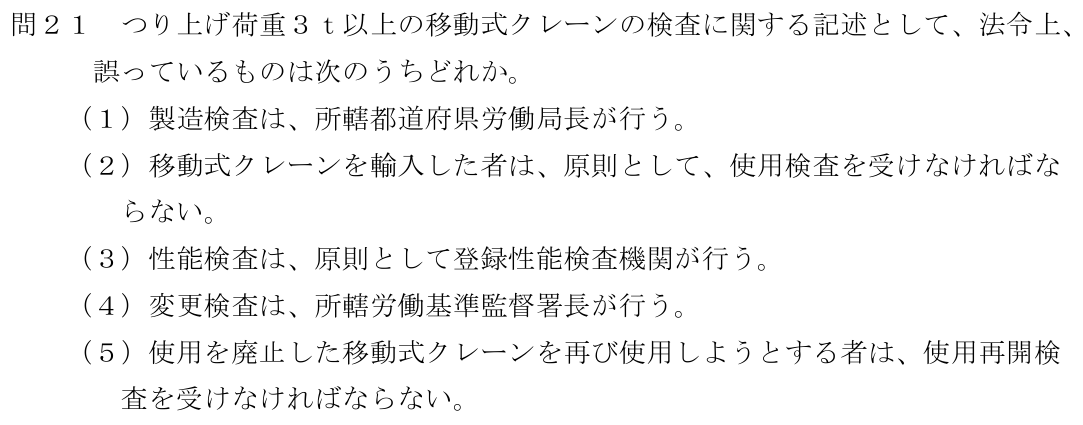 問２１　つり上げ荷重３ｔ以上の移動式クレーンの検査に関する記述として、法令上、
誤っているものは次のうちどれか。
（１）製造検査は、所轄都道府県労働局長が行う。
（２）移動式クレーンを輸入した者は、原則として、使用検査を受けなければな
らない。
（３）性能検査は、原則として登録性能検査機関が行う。
（４）変更検査は、所轄労働基準監督署長が行う。
（５）使用を廃止した移動式クレーンを再び使用しようとする者は、使用再開検
査を受けなければならない。